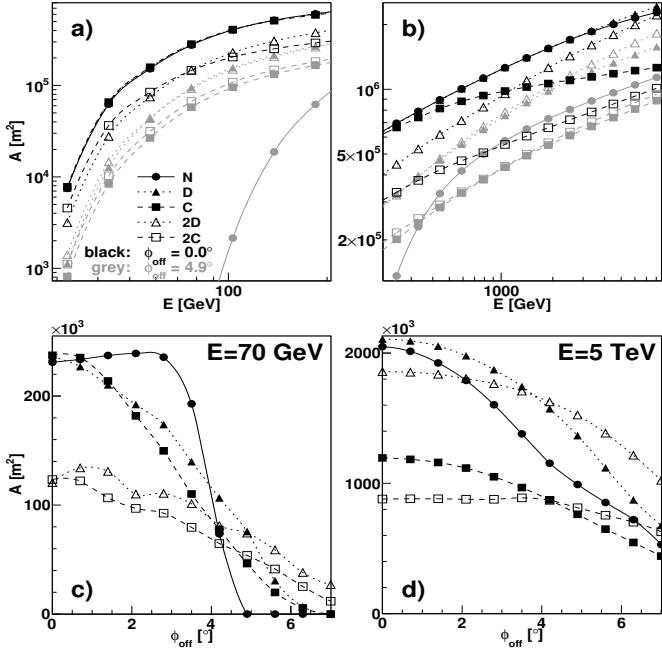 a)
A [m²]
10⁵
10⁴
10³
N
D
C
2D
2C
black: ϕoff = 0.0°
grey: ϕoff = 4.9°
100
E [GeV]
b)
10⁶
5×10⁵
2×10⁵
1000
E [GeV]
×10³
E=70 GeV
A [m²]
200
100
0
c)
0 2 4 6
ϕoff [°]
×10³
E=5 TeV
2000
1000
0
d)
0 2 4 6
ϕoff [°]